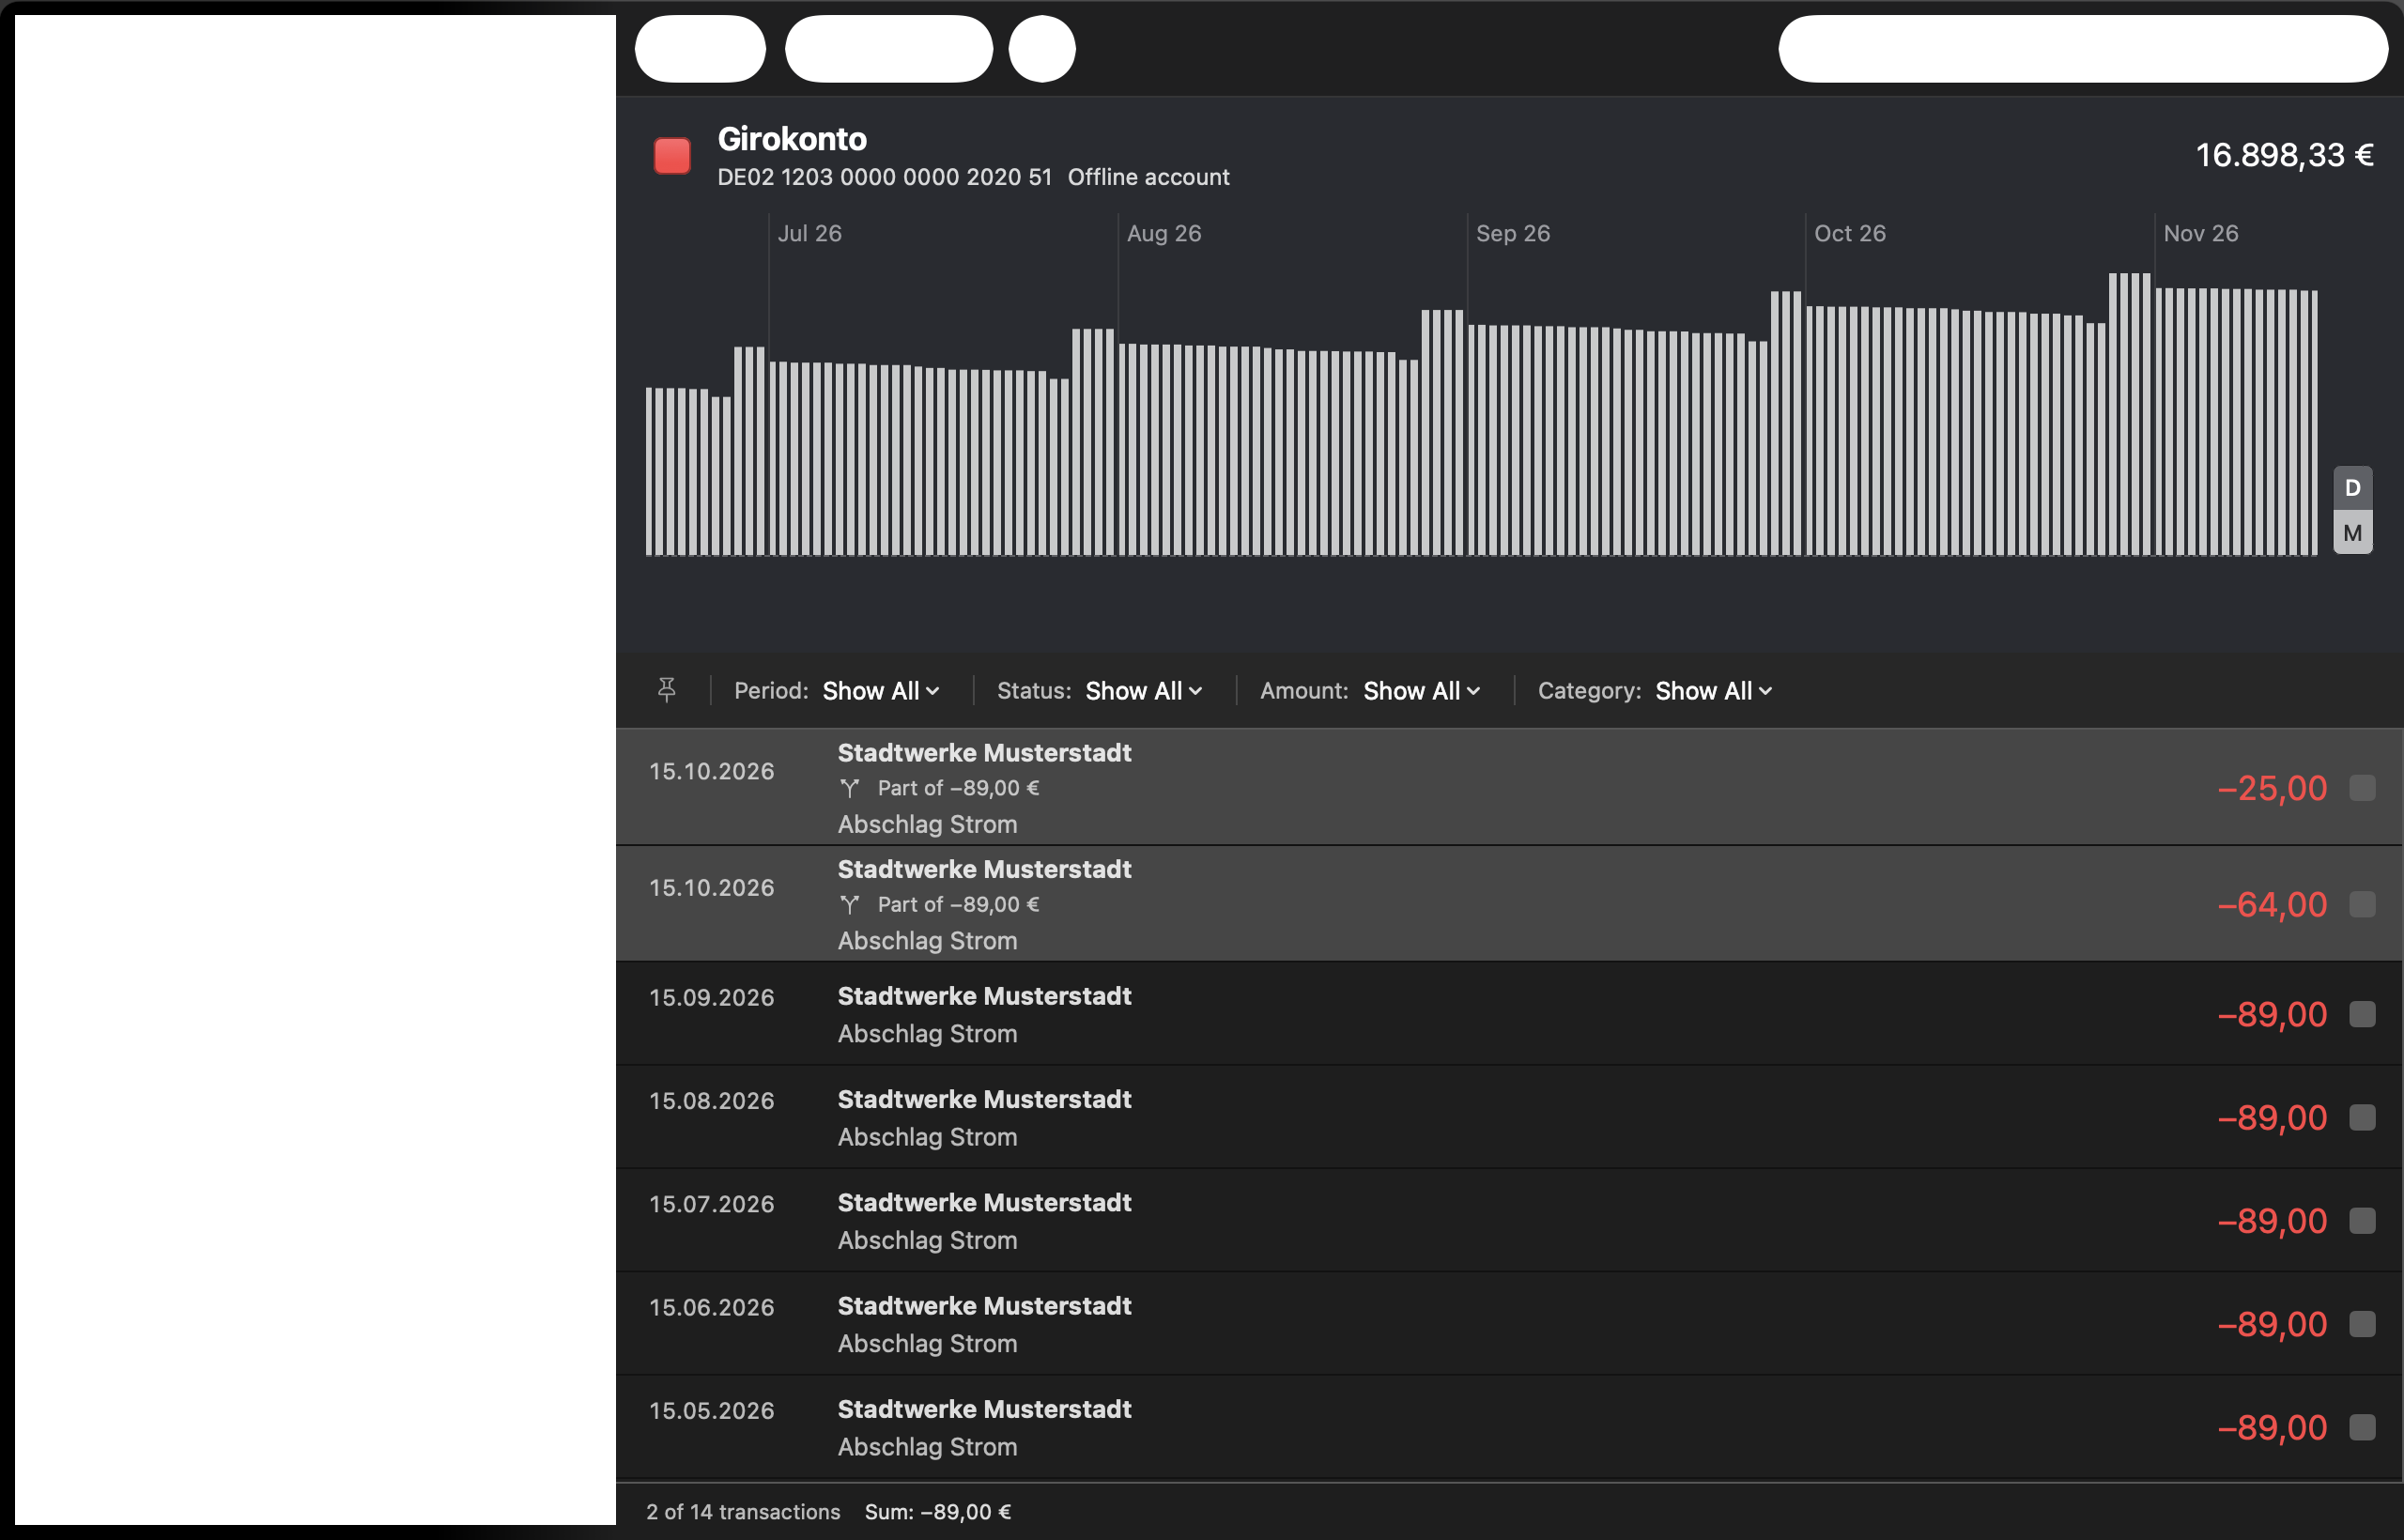 Girokonto
16.898,33 €
DE02 1203 0000 0000 2020 51 Offline account
Jul 26 Aug 26 Sep 26 Oct 26 Nov 26
D
M
Period: Show All Status: Show All Amount: Show All Category: Show All
Stadtwerke Musterstadt
15.10.2026
Part of −89,00 €
−25,00
Abschlag Strom
Stadtwerke Musterstadt
15.10.2026
Part of −89,00 €
−64,00
Abschlag Strom
15.09.2026 Stadtwerke Musterstadt
−89,00
Abschlag Strom
15.08.2026 Stadtwerke Musterstadt
−89,00
Abschlag Strom
15.07.2026 Stadtwerke Musterstadt
−89,00
Abschlag Strom
15.06.2026 Stadtwerke Musterstadt
−89,00
Abschlag Strom
15.05.2026 Stadtwerke Musterstadt
−89,00
Abschlag Strom
2 of 14 transactions Sum: −89,00 €